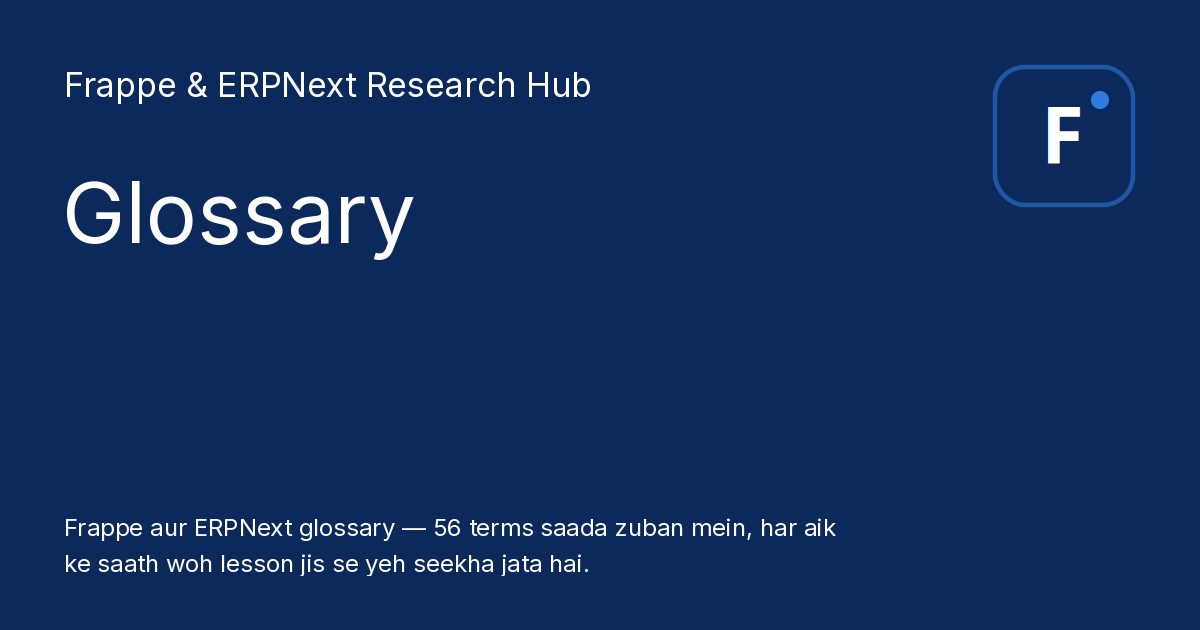 Frappe & ERPNext Research Hub
F
Glossary
Frappe aur ERPNext glossary — 56 terms saada zuban mein, har aik
ke saath woh lesson jis se yeh seekha jata hai.